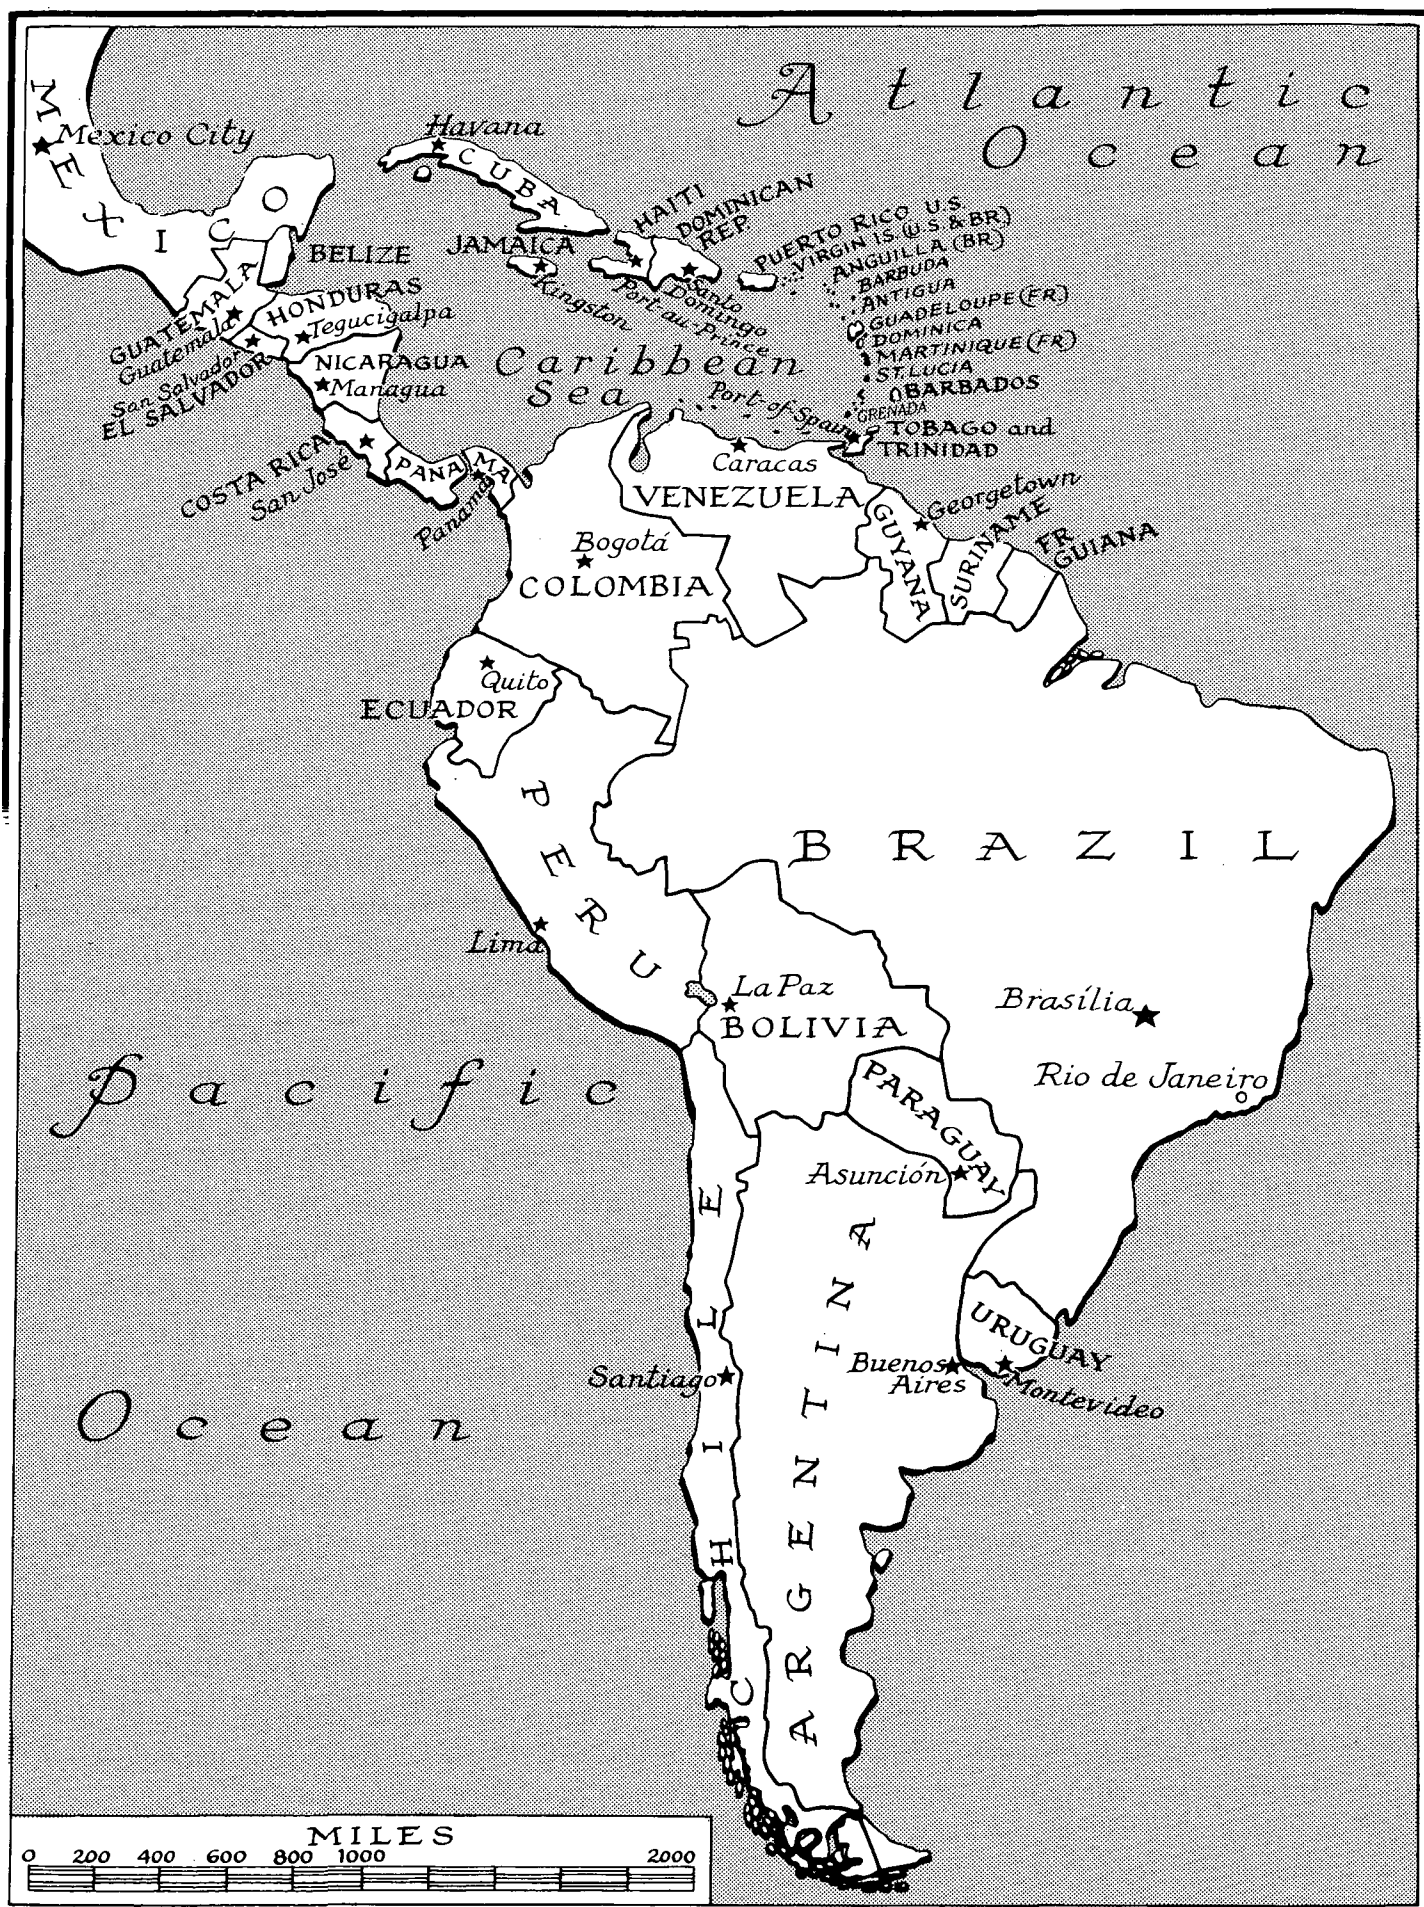 Atlantic
Ocean
MEXICO
Mexico City
Havana
CUBA
HAITI
DOMINICAN
REP.
PUERTO RICO U.S.
VIRGIN IS (U.S. & BR)
ANGUILLA (BR)
BARBUDA
ANTIGUA
GUADELOUPE (FR.)
DOMINICA
MARTINIQUE (FR)
ST. LUCIA
BARBADOS
GRENADA
TOBAGO and
TRINIDAD
JAMAICA
Kingston
Port-au-Prince
Santo
Domingo
BELIZE
GUATEMALA
Guatemala
HONDURAS
Tegucigalpa
San Salvador
EL SALVADOR
NICARAGUA
Managua
Caribbean
Sea
Port-of-Spain
COSTA RICA
San José
PANAMA
Panama
Caracas
VENEZUELA
Georgetown
GUYANA
SURINAME
FR.
GUIANA
Bogotá
COLOMBIA
Quito
ECUADOR
PERU
Lima
BRAZIL
Brasília
Rio de Janeiro
La Paz
BOLIVIA
PARAGUAY
Asunción
Pacific
Ocean
CHILE
Santiago
ARGENTINA
Buenos
Aires
URUGUAY
Montevideo
MILES
0 200 400 600 800 1000 2000